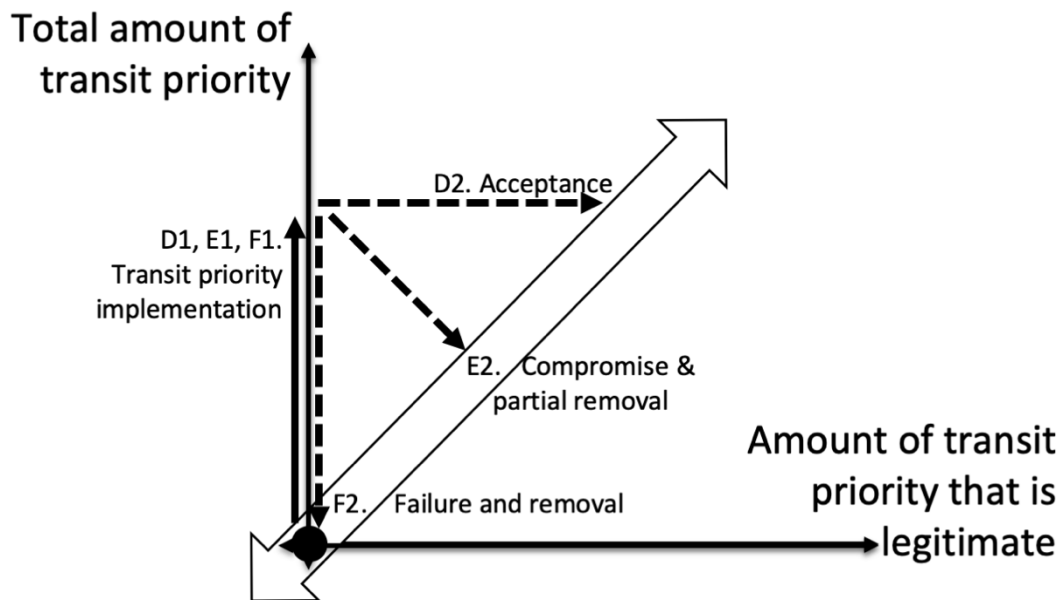 Total amount of
transit priority
D2. Acceptance
D1, E1, F1.
Transit priority
implementation
E2. Compromise &
partial removal
Amount of transit
priority that is
legitimate
F2. Failure and removal